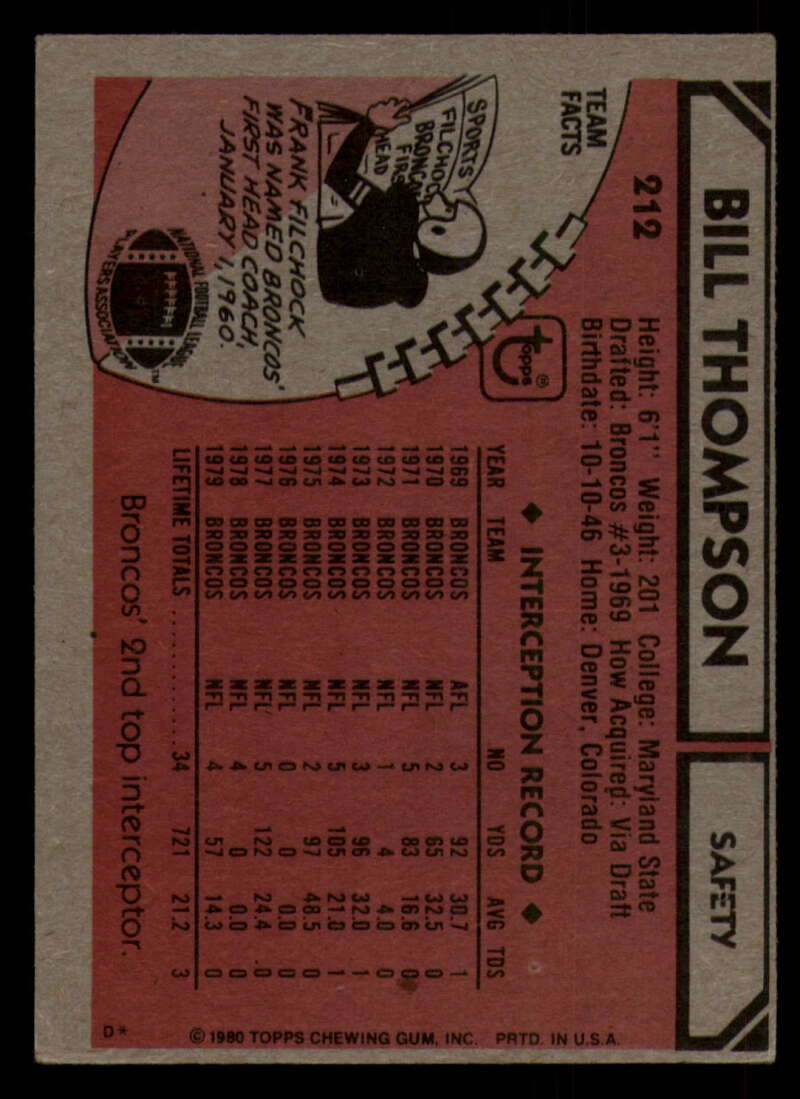 BILL THOMPSON
SAFETY
212
Height: 6'1" Weight: 201 College: Maryland State
Drafted: Broncos #3-1969 How Acquired: Via Draft
Birthdate: 10-10-46 Home: Denver, Colorado
TEAM
FACTS
SPORTS
FILCHOCK
BRONCOS
FIRS
HEAD
FRANK FILCHOCK
WAS NAMED BRONCOS'
FIRST HEAD COACH,
JANUARY 1, 1960.
NATIONAL FOOTBALL LEAGUE
PLAYERS ASSOCIATION
TM
topps®
◆ INTERCEPTION RECORD ◆
YEAR TEAM NO YDS AVG TDS
1969 BRONCOS AFL 3 92 30.7 1
1970 BRONCOS NFL 2 65 32.5 0
1971 BRONCOS NFL 5 83 16.6 0
1972 BRONCOS NFL 1 4 4.0 0
1973 BRONCOS NFL 3 96 32.0 1
1974 BRONCOS NFL 5 105 21.0 1
1975 BRONCOS NFL 2 97 48.5 0
1976 BRONCOS NFL 0 0 0.0 0
1977 BRONCOS NFL 5 122 24.4 0
1978 BRONCOS NFL 4 0 0.0 0
1979 BRONCOS NFL 4 57 14.3 0
LIFETIME TOTALS ........... 34 721 21.2 3
Broncos' 2nd top interceptor.
© 1980 TOPPS CHEWING GUM, INC. PRTD. IN U.S.A.
D*